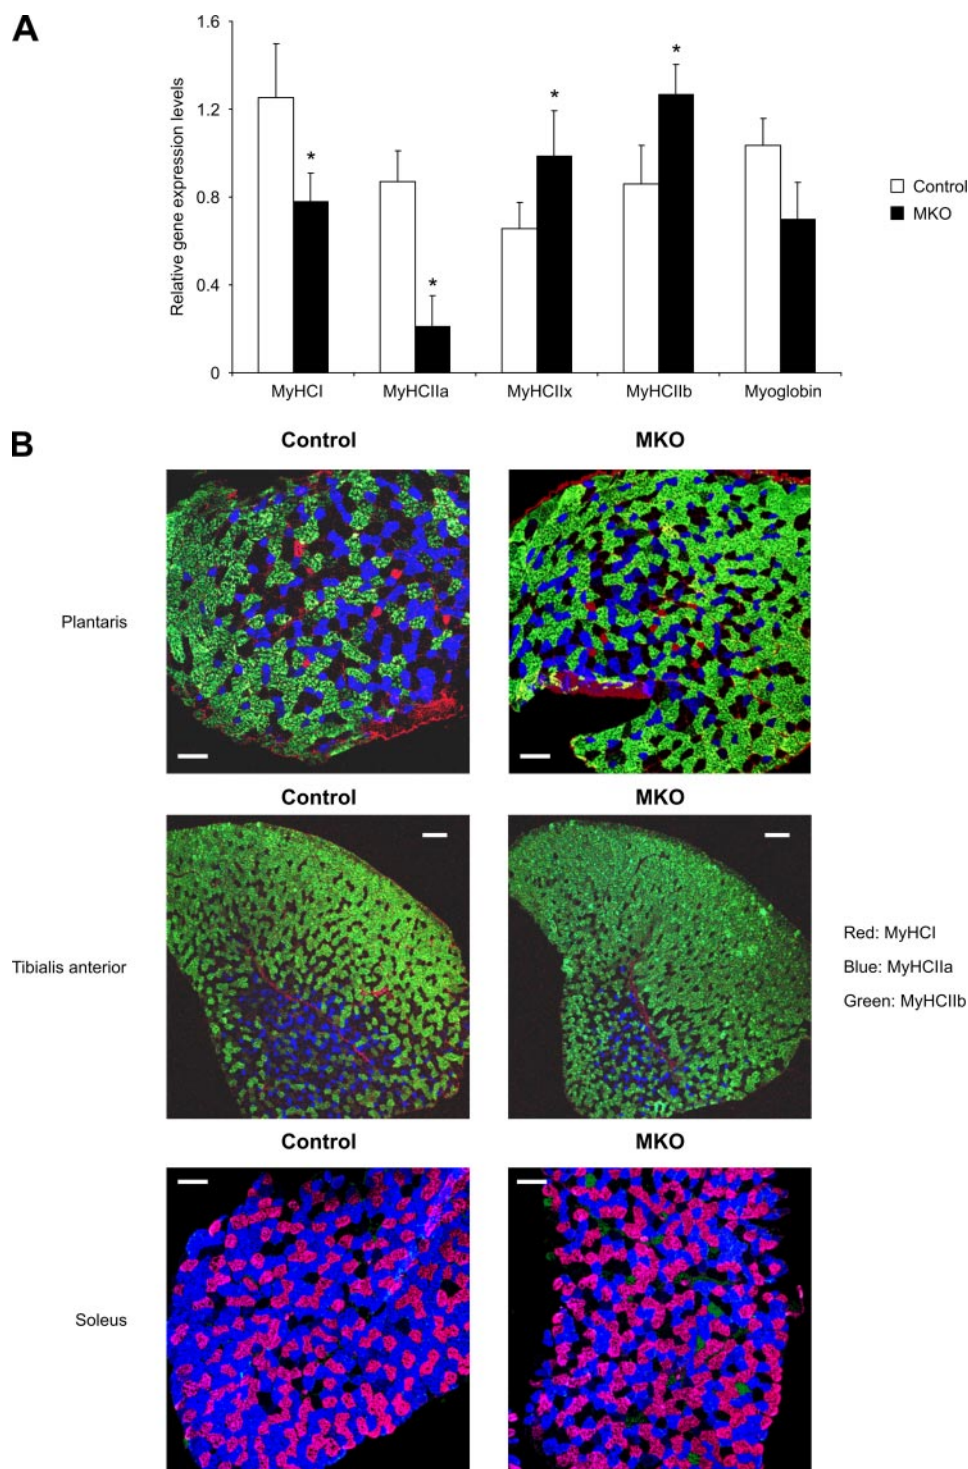 A
Relative gene expression levels
1.6
1.2
0.8
0.4
0
*
*
*
*
MyHCI
MyHCIIa
MyHCIIx
MyHCIIb
Myoglobin
Control
MKO
B
Control
MKO
Plantaris
Control
MKO
Tibialis anterior
Red: MyHCI
Blue: MyHCIIa
Green: MyHCIIb
Control
MKO
Soleus